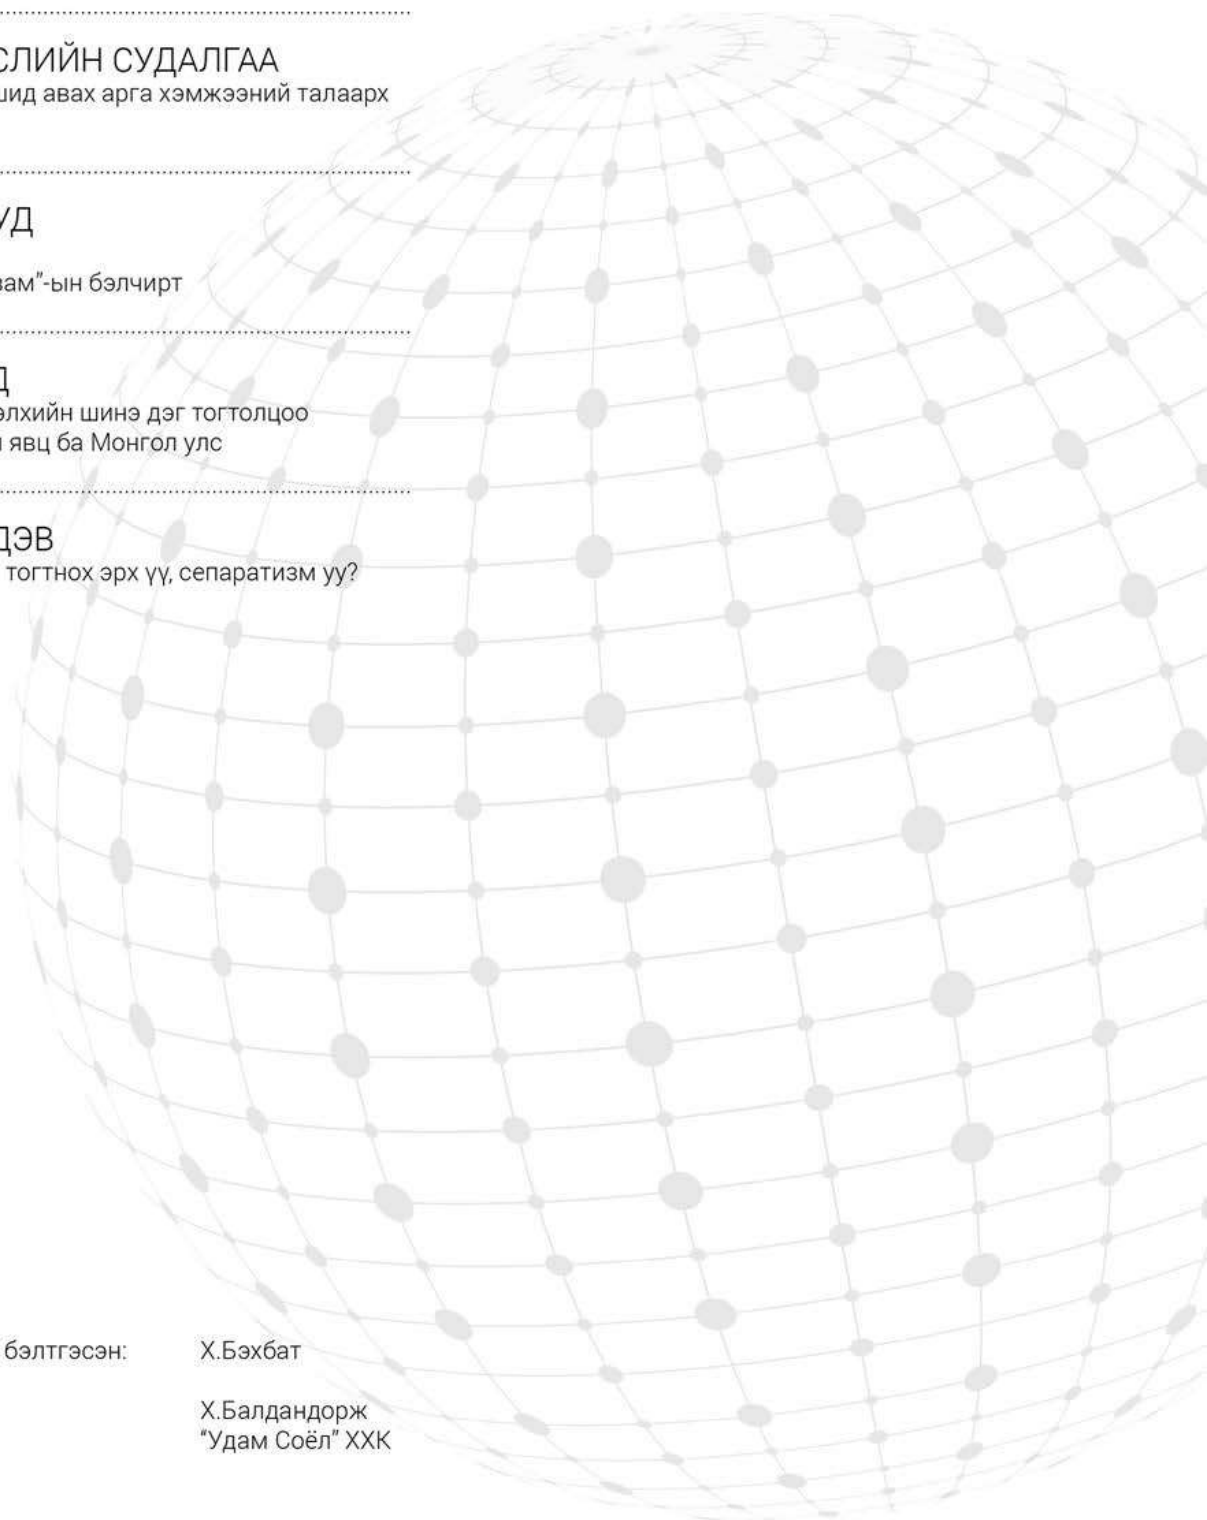 СЛИЙН СУДАЛГАА
шид авах арга хэмжээний талаарх
УД
зам”-ын бэлчирт
Д
элхийн шинэ дэг тогтолцоо
явц ба Монгол улс
ДЭВ
тогтнох эрх үү, сепаратизм уу?
бэлтгэсэн: Х.Бэхбат
Х.Балдандорж
“Удам Соёл” ХХК